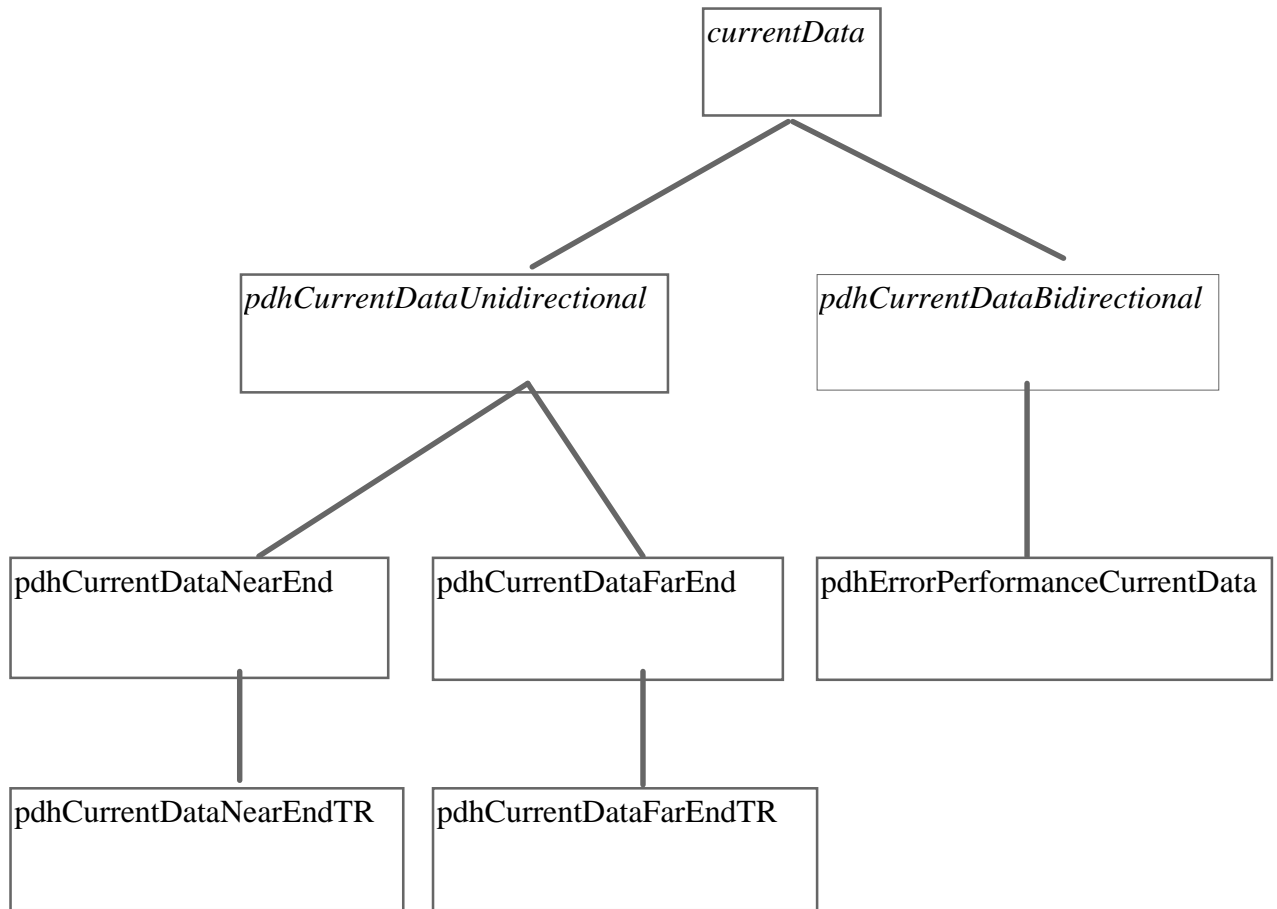 currentData
pdhCurrentDataUnidirectional
pdhCurrentDataBidirectional
pdhCurrentDataNearEnd
pdhCurrentDataFarEnd
pdhErrorPerformanceCurrentData
pdhCurrentDataNearEndTR
pdhCurrentDataFarEndTR